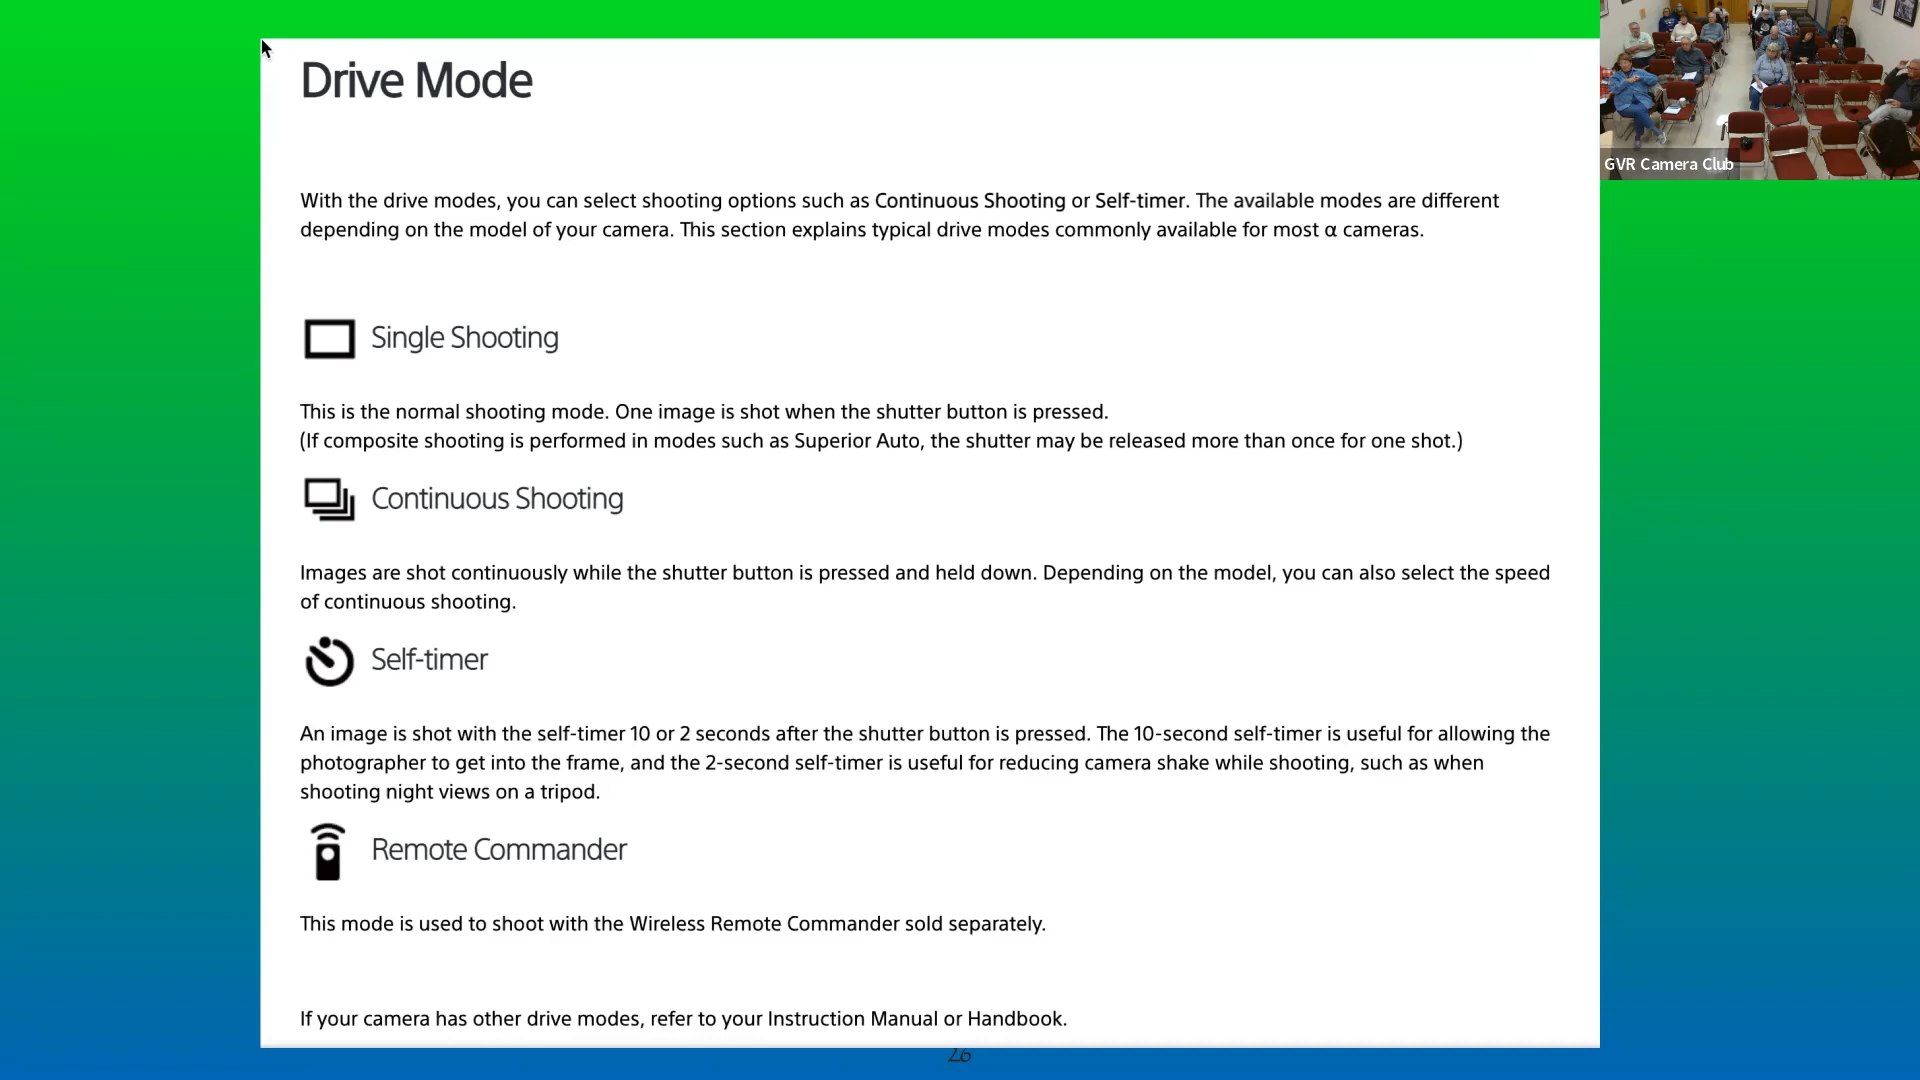 Drive Mode
With the drive modes, you can select shooting options such as Continuous Shooting or Self-timer. The available modes are different
depending on the model of your camera. This section explains typical drive modes commonly available for most α cameras.
Single Shooting
This is the normal shooting mode. One image is shot when the shutter button is pressed.
(If composite shooting is performed in modes such as Superior Auto, the shutter may be released more than once for one shot.)
Continuous Shooting
Images are shot continuously while the shutter button is pressed and held down. Depending on the model, you can also select the speed
of continuous shooting.
Self-timer
An image is shot with the self-timer 10 or 2 seconds after the shutter button is pressed. The 10-second self-timer is useful for allowing the
photographer to get into the frame, and the 2-second self-timer is useful for reducing camera shake while shooting, such as when
shooting night views on a tripod.
Remote Commander
This mode is used to shoot with the Wireless Remote Commander sold separately.
If your camera has other drive modes, refer to your Instruction Manual or Handbook.
26
GVR Camera Club